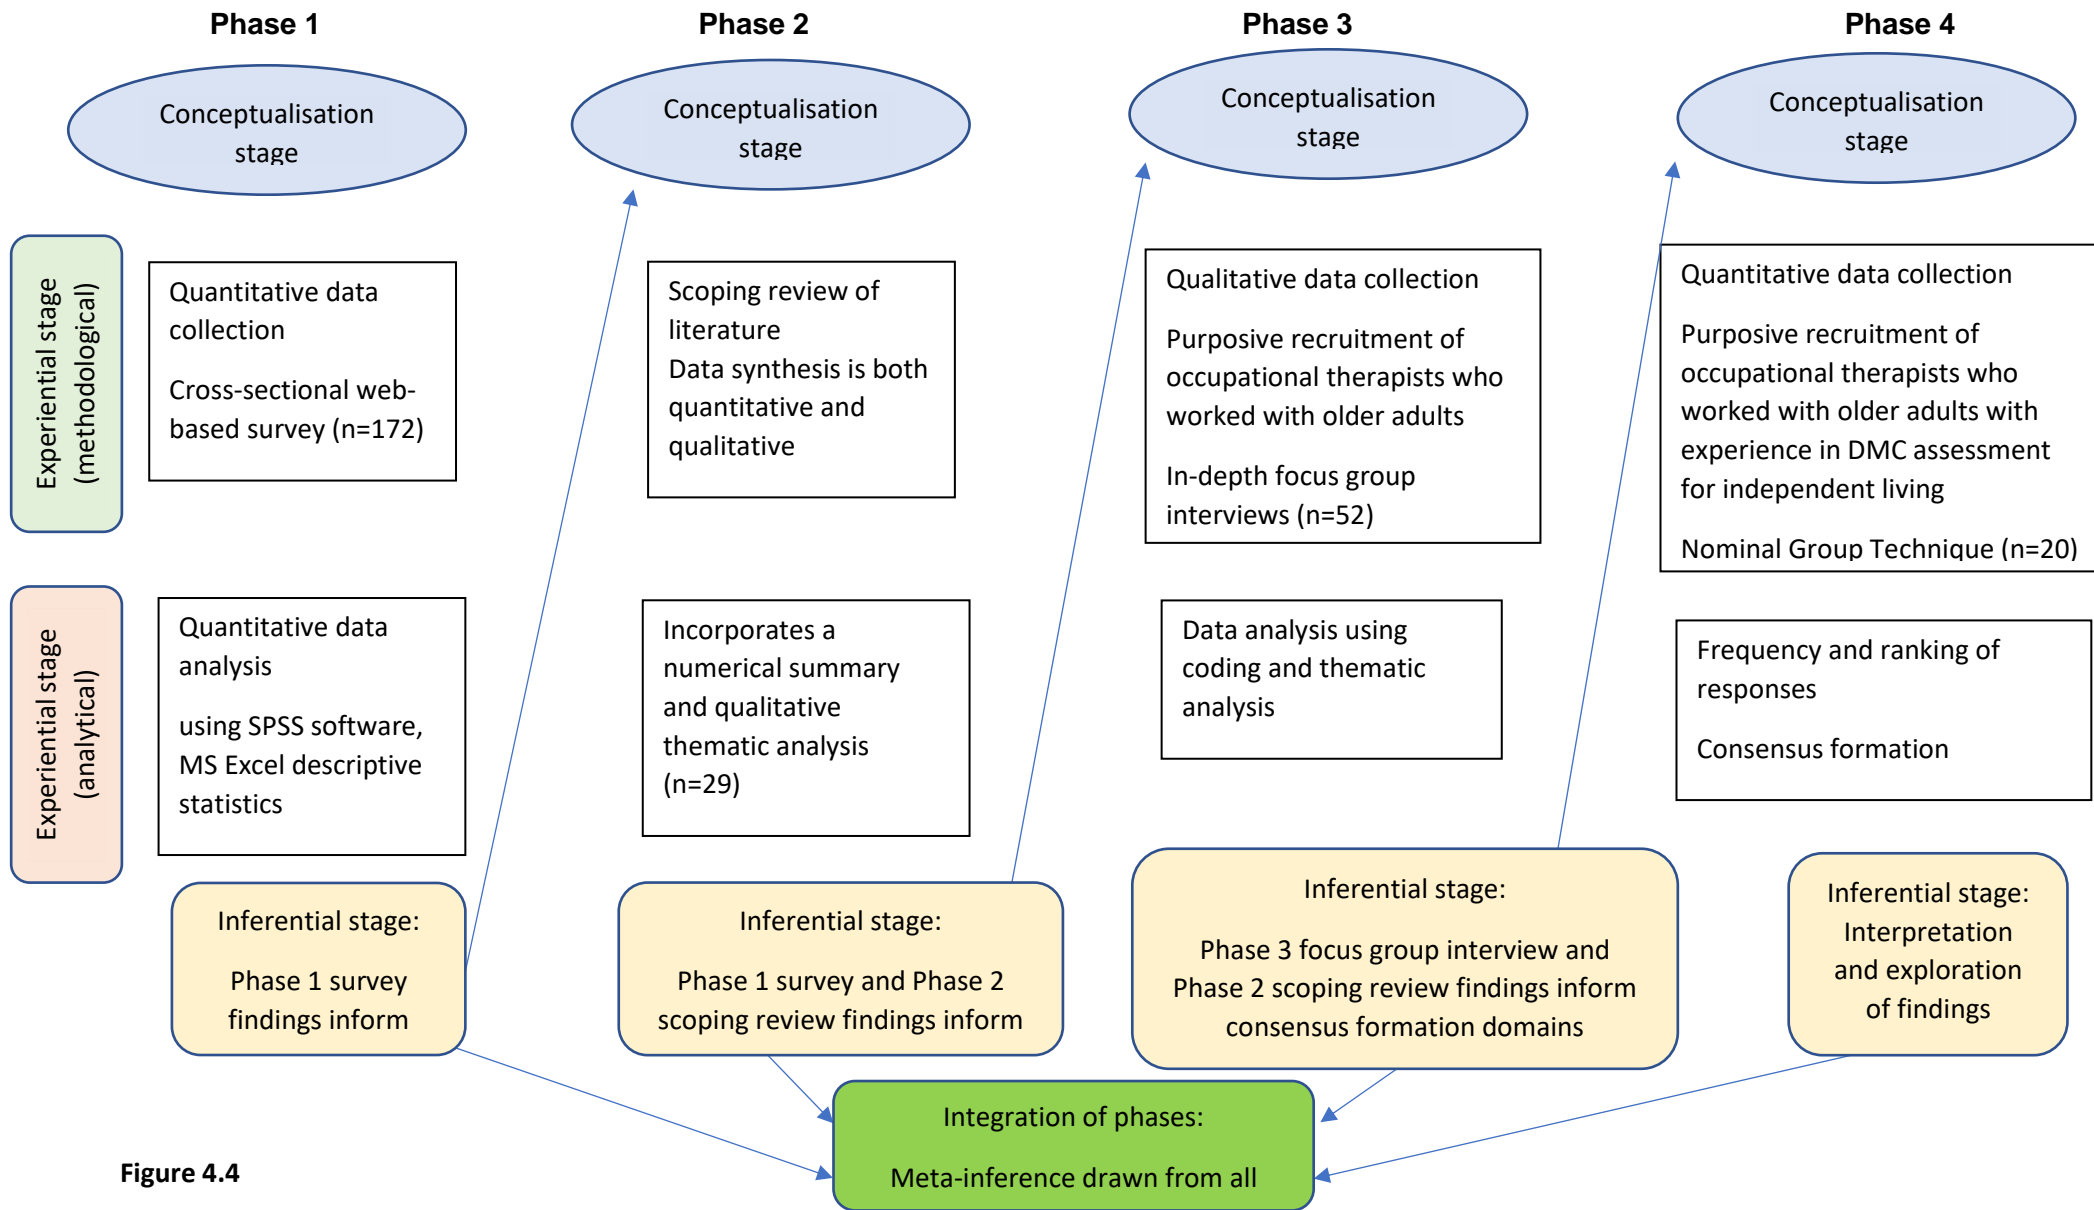 Phase 1
Phase 2
Phase 3
Phase 4
Conceptualisation
stage
Conceptualisation
stage
Conceptualisation
stage
Conceptualisation
stage
Experiential stage
(methodological)
Quantitative data
collection
Cross-sectional web-
based survey (n=172)
Scoping review of
literature
Data synthesis is both
quantitative and
qualitative
Qualitative data collection
Purposive recruitment of
occupational therapists who
worked with older adults
In-depth focus group
interviews (n=52)
Quantitative data collection
Purposive recruitment of
occupational therapists who
worked with older adults with
experience in DMC assessment
for independent living
Nominal Group Technique (n=20)
Experiential stage
(analytical)
Quantitative data
analysis
using SPSS software,
MS Excel descriptive
statistics
Incorporates a
numerical summary
and qualitative
thematic analysis
(n=29)
Data analysis using
coding and thematic
analysis
Frequency and ranking of
responses
Consensus formation
Inferential stage:
Phase 1 survey
findings inform
Inferential stage:
Phase 1 survey and Phase 2
scoping review findings inform
Inferential stage:
Phase 3 focus group interview and
Phase 2 scoping review findings inform
consensus formation domains
Inferential stage:
Interpretation
and exploration
of findings
Integration of phases:
Meta-inference drawn from all
Figure 4.4